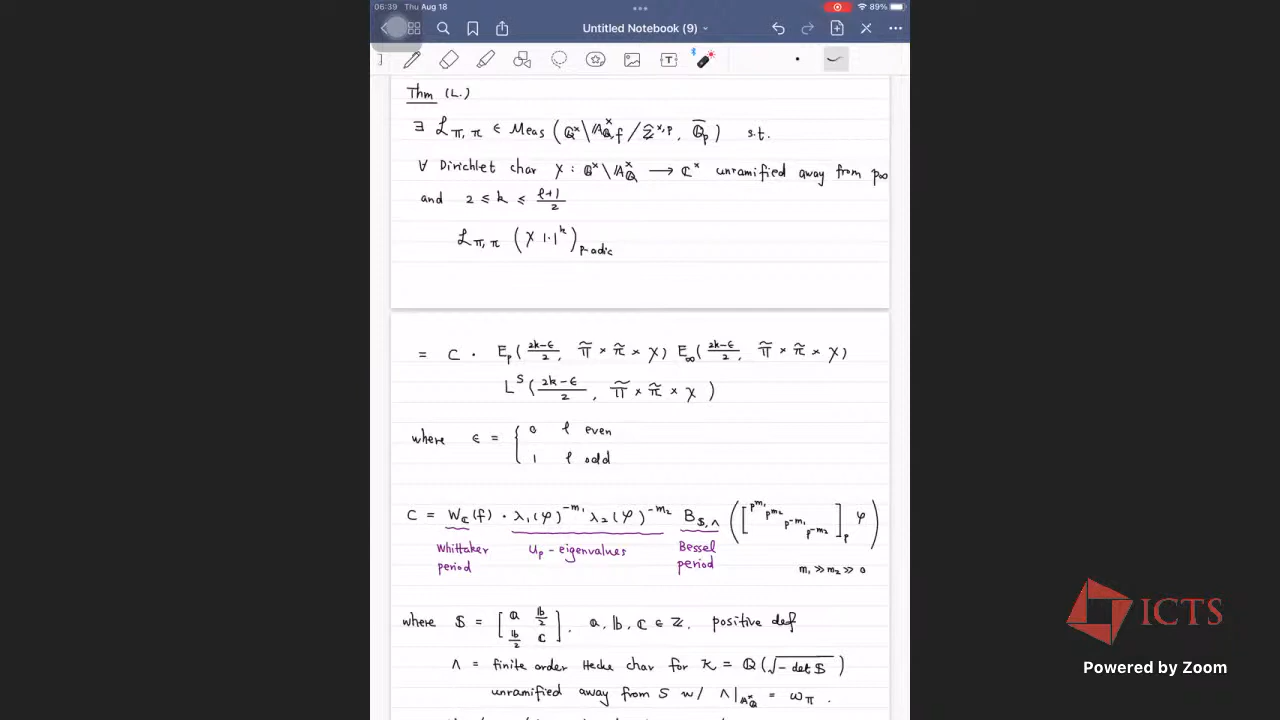 06:39 Thu Aug 18
89%
Untitled Notebook (9)
Thm (L.)
∃ ℒ_{Π,π} ∈ Meas (ℚ^×\𝔸_{ℚ,f}^× / Ẑ^{×,p}, ℚ̄_p) s.t.
∀ Dirichlet char χ : ℚ^×\𝔸_ℚ^× ⟶ ℂ^× unramified away from p∞
and 2 ≤ k ≤ (ℓ+1)/2
ℒ_{Π,π} (χ |·|^k)_{p-adic}
= C · E_p((2k-ε)/2, Π̃ × π̃ × χ) E_∞((2k-ε)/2, Π̃ × π̃ × χ)
L^S((2k-ε)/2, Π̃ × π̃ × χ)
where ε = { 0 ℓ even
1 ℓ odd
C = W_ℂ(f) · λ_1(φ)^{-m_1} λ_2(φ)^{-m_2} B_{𝕊,Λ} ([p^{m_1} p^{m_2} p^{-m_1} p^{-m_2}]_p φ)
Whittaker period
U_p - eigenvalues
Bessel period
m_1 ≫ m_2 ≫ 0
where 𝕊 = [𝕒 𝕓/2 𝕓/2 ℂ], 𝕒, 𝕓, ℂ ∈ ℤ. positive def
Λ = finite order Hecke char for 𝒦 = ℚ(√-det 𝕊)
unramified away from S w/ Λ|_{𝔸_ℚ^×} = ω_Π.
ICTS
Powered by Zoom